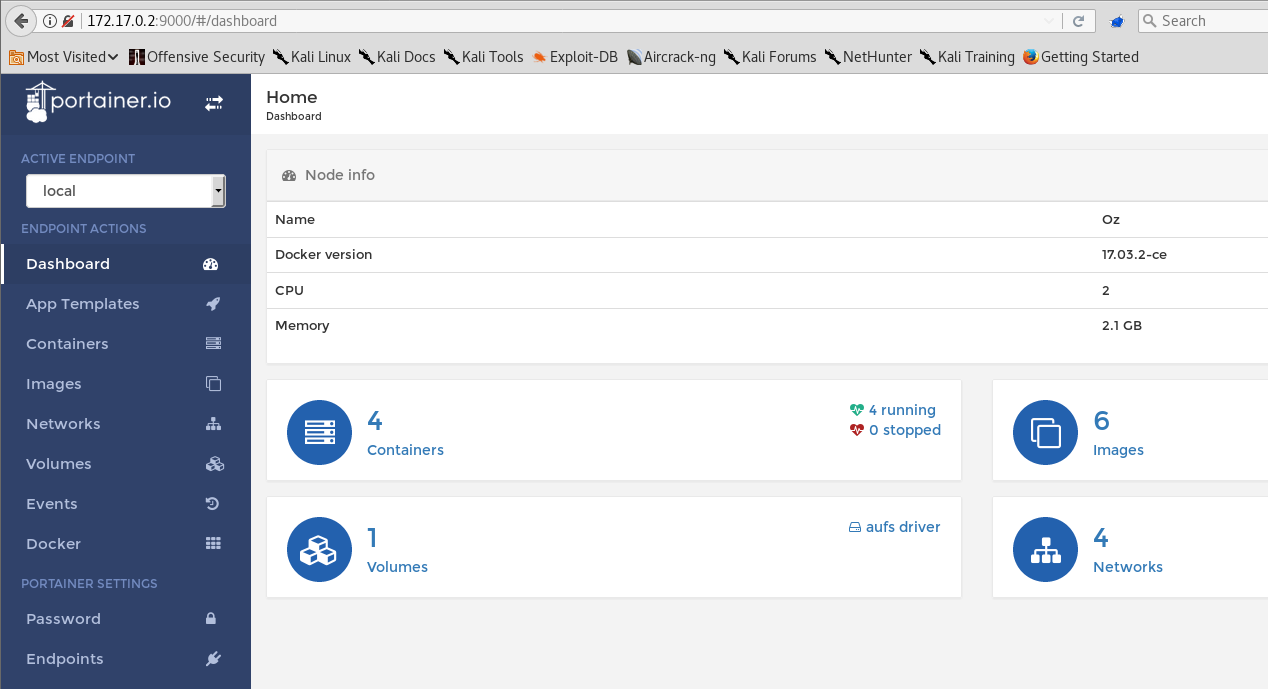 172.17.0.2:9000/#/dashboard
Search
Most Visited
Offensive Security
Kali Linux
Kali Docs
Kali Tools
Exploit-DB
Aircrack-ng
Kali Forums
NetHunter
Kali Training
Getting Started
portainer.io
ACTIVE ENDPOINT
local
ENDPOINT ACTIONS
Dashboard
App Templates
Containers
Images
Networks
Volumes
Events
Docker
PORTAINER SETTINGS
Password
Endpoints
Home
Dashboard
Node info
Name Oz
Docker version 17.03.2-ce
CPU 2
Memory 2.1 GB
4
Containers
4 running
0 stopped
6
Images
1
Volumes
aufs driver
4
Networks